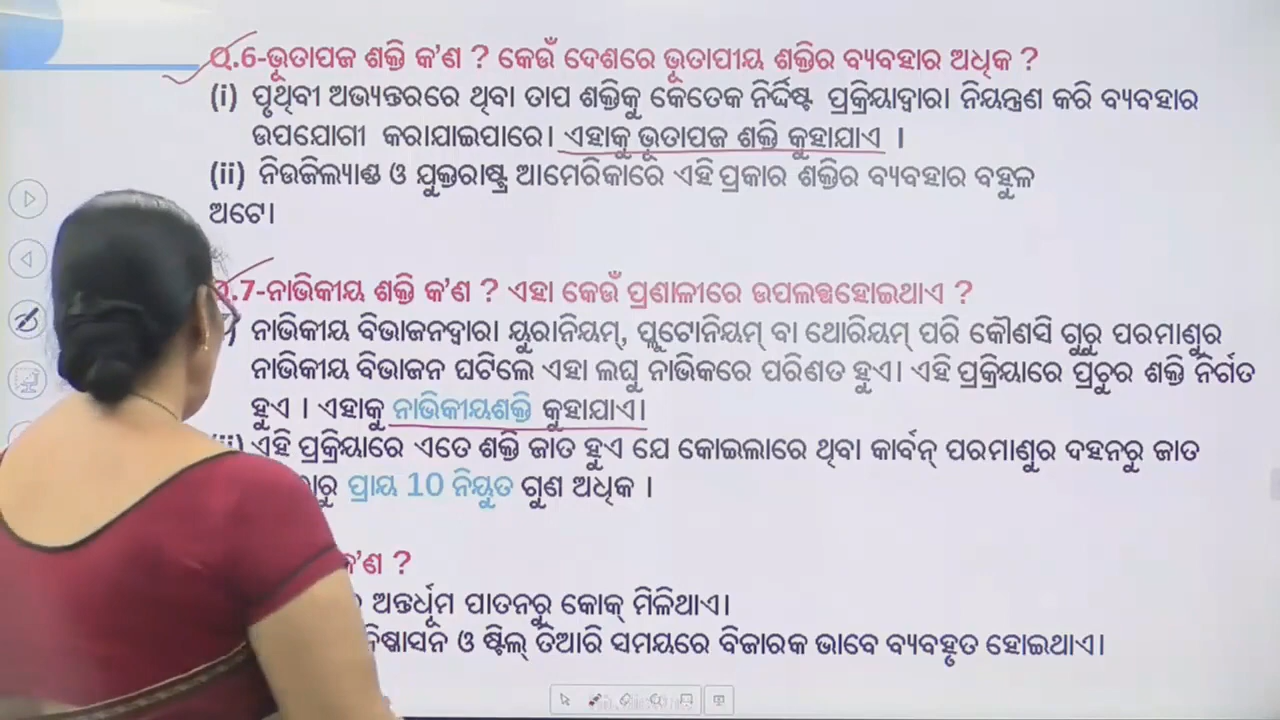 Q.6-ଭୂତାପଜ ଶକ୍ତି କ'ଣ ? କେଉଁ ଦେଶରେ ଭୂତାପୀୟ ଶକ୍ତିର ବ୍ୟବହାର ଅଧିକ ?
(i) ପୃଥିବୀ ଅଭ୍ୟନ୍ତରରେ ଥିବା ତାପ ଶକ୍ତିକୁ କେତେକ ନିର୍ଦ୍ଦିଷ୍ଟ ପ୍ରକ୍ରିୟାଦ୍ୱାରା ନିୟନ୍ତ୍ରଣ କରି ବ୍ୟବହାର
ଉପଯୋଗୀ କରାଯାଇପାରେ। ଏହାକୁ ଭୂତାପଜ ଶକ୍ତି କୁହାଯାଏ ।
(ii) ନିଉଜିଲ୍ୟାଣ୍ଡ ଓ ଯୁକ୍ତରାଷ୍ଟ୍ର ଆମେରିକାରେ ଏହି ପ୍ରକାର ଶକ୍ତିର ବ୍ୟବହାର ବହୁଳ
ଅଟେ।
.7-ନାଭିକୀୟ ଶକ୍ତି କ'ଣ ? ଏହା କେଉଁ ପ୍ରଣାଳୀରେ ଉପଲବ୍ଧହୋଇଥାଏ ?
ନାଭିକୀୟ ବିଭାଜନଦ୍ୱାରା ୟୁରାନିୟମ୍, ପ୍ଲୁଟୋନିୟମ୍ ବା ଥୋରିୟମ୍ ପରି କୌଣସି ଗୁରୁ ପରମାଣୁର
ନାଭିକୀୟ ବିଭାଜନ ଘଟିଲେ ଏହା ଲଘୁ ନାଭିକରେ ପରିଣତ ହୁଏ। ଏହି ପ୍ରକ୍ରିୟାରେ ପ୍ରଚୁର ଶକ୍ତି ନିର୍ଗତ
ହୁଏ । ଏହାକୁ ନାଭିକୀୟଶକ୍ତି କୁହାଯାଏ।
ଏହି ପ୍ରକ୍ରିୟାରେ ଏତେ ଶକ୍ତି ଜାତ ହୁଏ ଯେ କୋଇଲାରେ ଥିବା କାର୍ବନ୍ ପରମାଣୁର ଦହନରୁ ଜାତ
ପ୍ରାୟ 10 ନିୟୁତ ଗୁଣ ଅଧିକ ।
କ'ଣ ?
ଅନ୍ତର୍ଧୂମ ପାତନରୁ କୋକ୍ ମିଳିଥାଏ।
ନିଷ୍କାସନ ଓ ଷ୍ଟିଲ୍ ତିଆରି ସମୟରେ ବିଜାରକ ଭାବେ ବ୍ୟବହୃତ ହୋଇଥାଏ।